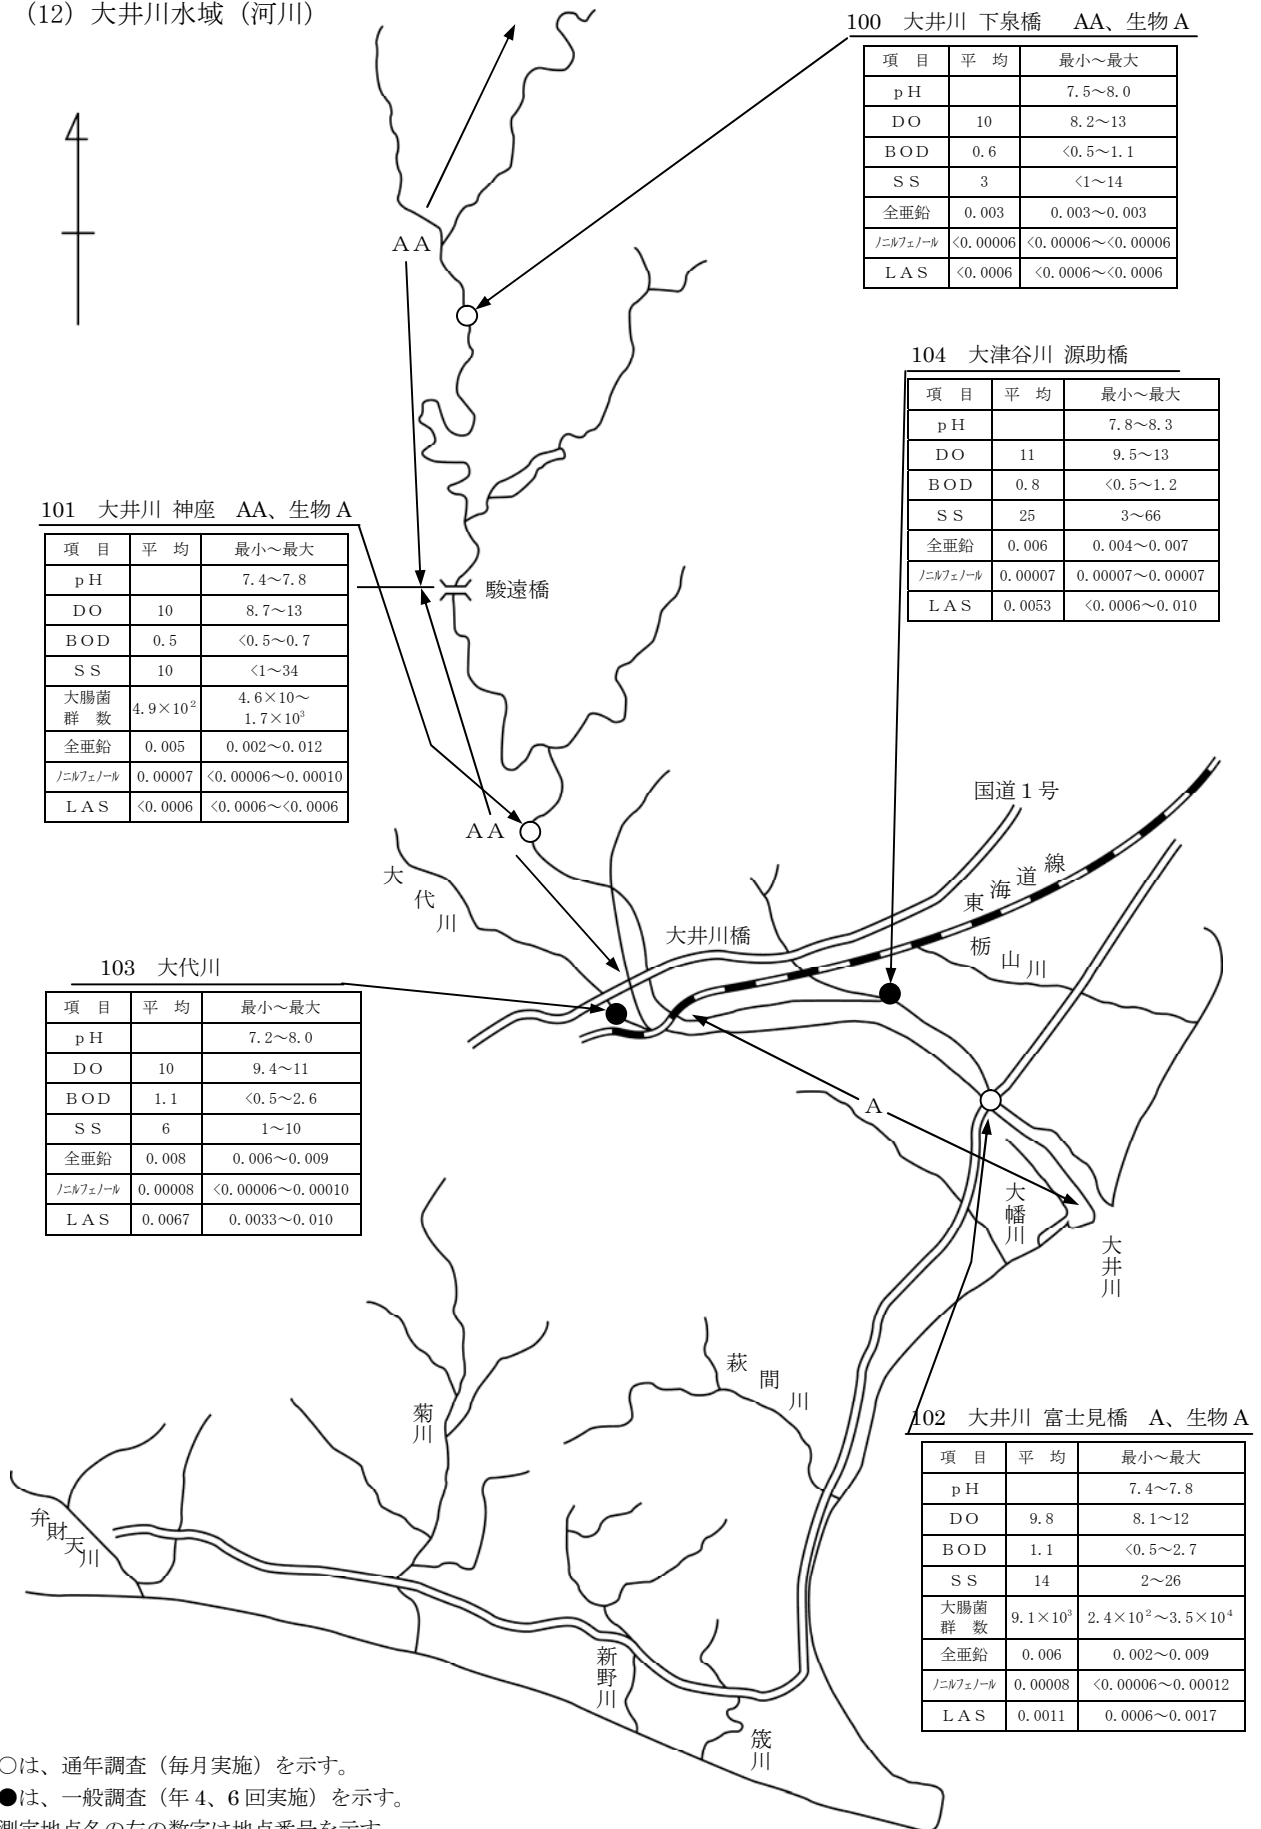 (12) 大井川水域（河川）
100 大井川 下泉橋 AA、生物 A
項 目 平 均 最小～最大
ｐＨ 7.5～8.0
ＤＯ 10 8.2～13
ＢＯＤ 0.6 <0.5～1.1
ＳＳ 3 <1～14
全亜鉛 0.003 0.003～0.003
ﾉﾆﾙﾌｪﾉｰﾙ <0.00006 <0.00006～<0.00006
ＬＡＳ <0.0006 <0.0006～<0.0006
ＡＡ
104 大津谷川 源助橋
項 目 平 均 最小～最大
ｐＨ 7.8～8.3
ＤＯ 11 9.5～13
ＢＯＤ 0.8 <0.5～1.2
ＳＳ 25 3～66
全亜鉛 0.006 0.004～0.007
ﾉﾆﾙﾌｪﾉｰﾙ 0.00007 0.00007～0.00007
ＬＡＳ 0.0053 <0.0006～0.010
101 大井川 神座 AA、生物 A
項 目 平 均 最小～最大
ｐＨ 7.4～7.8
ＤＯ 10 8.7～13
ＢＯＤ 0.5 <0.5～0.7
ＳＳ 10 <1～34
大腸菌群 数 4.9×10² 4.6×10～1.7×10³
全亜鉛 0.005 0.002～0.012
ﾉﾆﾙﾌｪﾉｰﾙ 0.00007 <0.00006～0.00010
ＬＡＳ <0.0006 <0.0006～<0.0006
駿遠橋
ＡＡ
国道１号
東海道線
大代川
大井川橋
栃山川
103 大代川
項 目 平 均 最小～最大
ｐＨ 7.2～8.0
ＤＯ 10 9.4～11
ＢＯＤ 1.1 <0.5～2.6
ＳＳ 6 1～10
全亜鉛 0.008 0.006～0.009
ﾉﾆﾙﾌｪﾉｰﾙ 0.00008 <0.00006～0.00010
ＬＡＳ 0.0067 0.0033～0.010
Ａ
大幡川
大井川
萩間川
菊川
102 大井川 富士見橋 A、生物 A
項 目 平 均 最小～最大
ｐＨ 7.4～7.8
ＤＯ 9.8 8.1～12
ＢＯＤ 1.1 <0.5～2.7
ＳＳ 14 2～26
大腸菌群 数 9.1×10³ 2.4×10²～3.5×10⁴
全亜鉛 0.006 0.002～0.009
ﾉﾆﾙﾌｪﾉｰﾙ 0.00008 <0.00006～0.00012
ＬＡＳ 0.0011 0.0006～0.0017
弁財天川
新野川
筬川
○は、通年調査（毎月実施）を示す。
●は、一般調査（年 4、6 回実施）を示す。
測定地点名の左の数字は地点番号を示す